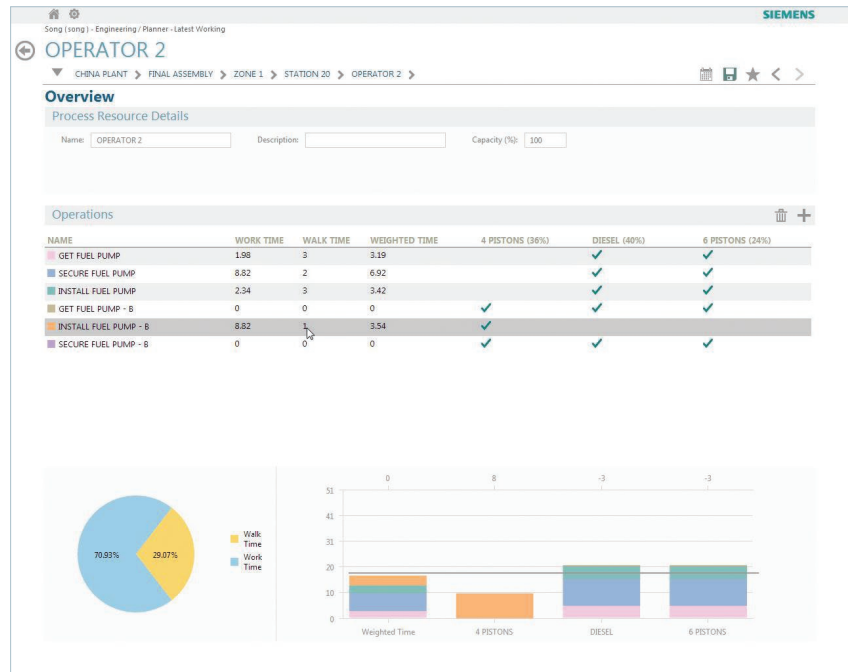 SIEMENS
Song ( song ) - Engineering / Planner - Latest Working
OPERATOR 2
CHINA PLANT > FINAL ASSEMBLY > ZONE 1 > STATION 20 > OPERATOR 2 >
Overview
Process Resource Details
Name: OPERATOR 2 Description: Capacity (%): 100
Operations
NAME WORK TIME WALK TIME WEIGHTED TIME 4 PISTONS (36%) DIESEL (40%) 6 PISTONS (24%)
GET FUEL PUMP 1.98 3 3.19
SECURE FUEL PUMP 8.82 2 6.92
INSTALL FUEL PUMP 2.34 3 3.42
GET FUEL PUMP - B 0 0 0
INSTALL FUEL PUMP - B 8.82 1 3.54
SECURE FUEL PUMP - B 0 0 0
70.93% 29.07%
Walk Time
Work Time
0 8 -3 -3
51
41
31
20
10
0
Weighted Time 4 PISTONS DIESEL 6 PISTONS